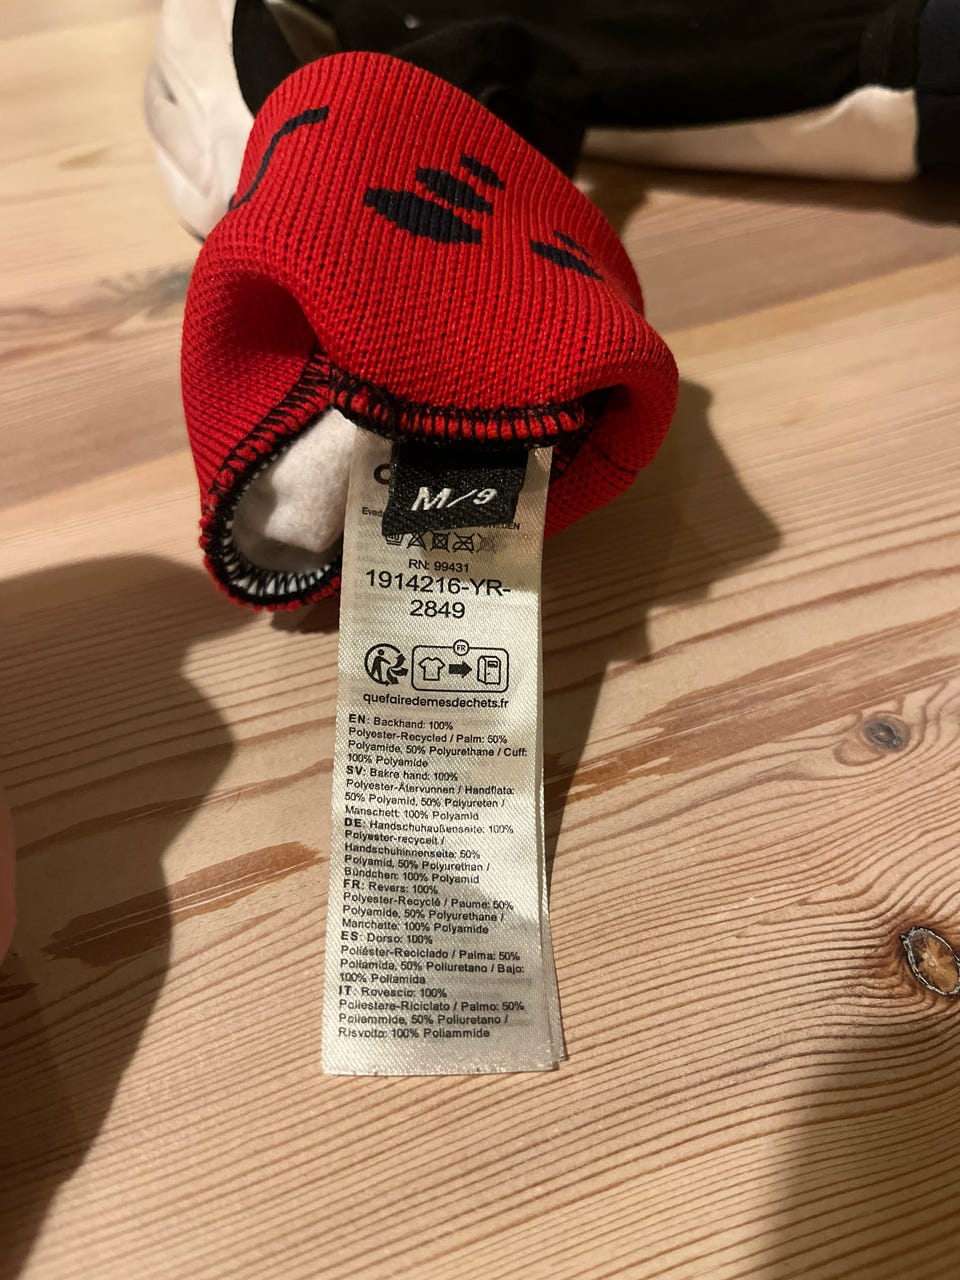 M/9
SWEDEN
RN: 99431
1914216-YR-
2849
FR
quefairedemesdechets.fr
EN: Backhand: 100%
Polyester-Recycled / Palm: 50%
Polyamide, 50% Polyurethane / Cuff:
100% Polyamide
SV: Bakre hand: 100%
Polyester-Återvunnen / Handflata:
50% Polyamid, 50% Polyuretan /
Manschett: 100% Polyamid
DE: Handschuhaußenseite: 100%
Polyester-recycelt /
Handschuhinnenseite: 50%
Polyamid, 50% Polyurethan /
Bündchen: 100% Polyamid
FR: Revers: 100%
Polyester-Recyclé / Paume: 50%
Polyamide, 50% Polyurethane /
Manchette: 100% Polyamide
ES: Dorso: 100%
Poliéster-Reciclado / Palma: 50%
Poliamida, 50% Poliuretano / Bajo:
100% Poliamida
IT: Rovescio: 100%
Poliestere-Riciclato / Palmo: 50%
Poliammide, 50% Poliuretano /
Risvolto: 100% Poliammide